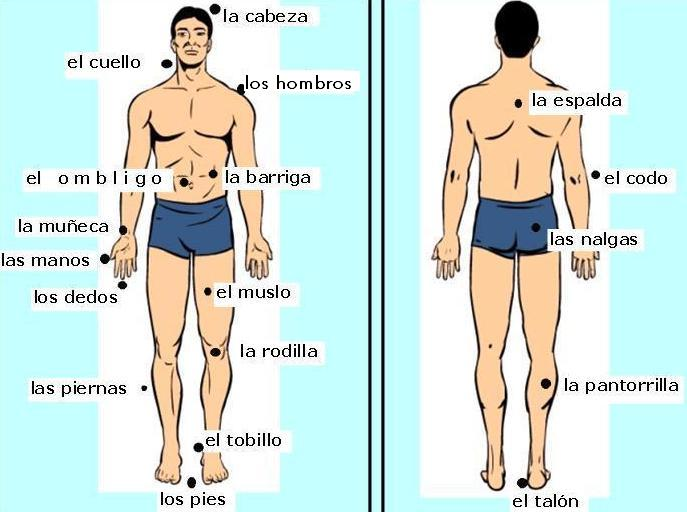 la cabeza
el cuello
los hombros
el ombligo
la barriga
la muñeca
las manos
los dedos
el muslo
la rodilla
las piernas
el tobillo
los pies
la espalda
el codo
las nalgas
la pantorrilla
el talón